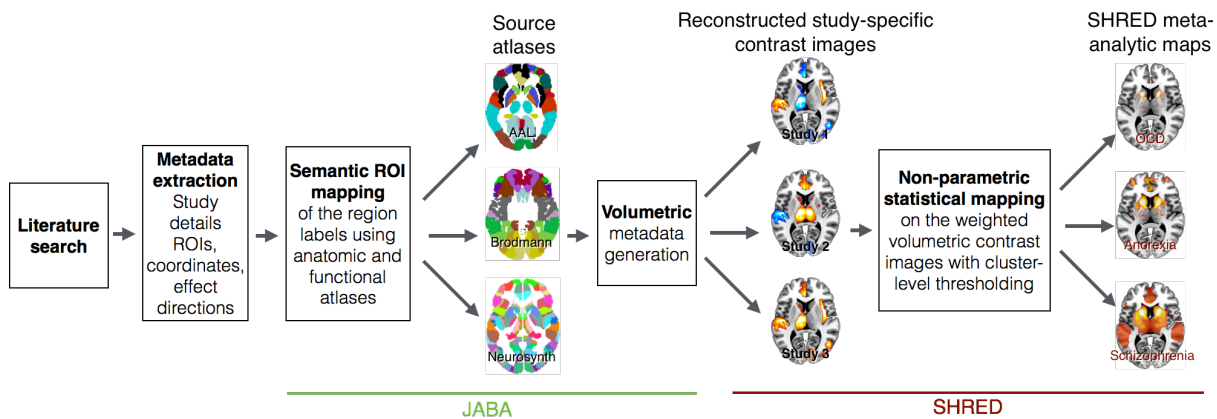 Literature
search
Metadata
extraction
Study
details
ROIs,
coordinates,
effect
directions
Semantic ROI
mapping
of the region
labels using
anatomic and
functional
atlases
Source
atlases
AAL
Brodmann
Neurosynth
Volumetric
metadata
generation
Reconstructed study-specific
contrast images
Study 1
Study 2
Study 3
Non-parametric
statistical mapping
on the weighted
volumetric contrast
images with cluster-
level thresholding
SHRED meta-
analytic maps
OCD
Anorexia
Schizophrenia
JABA
SHRED